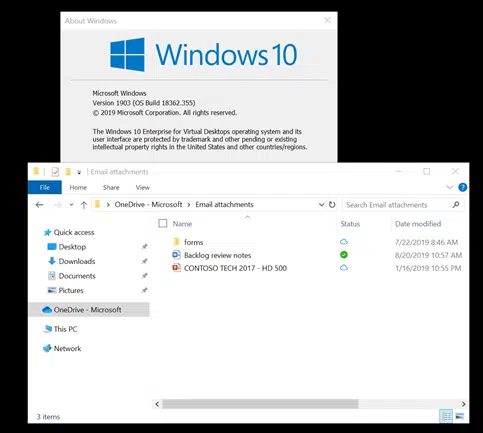 About Windows
Windows 10
Microsoft Windows
Version 1903 (OS Build 18362.355)
© 2019 Microsoft Corporation. All rights reserved.
The Windows 10 Enterprise for Virtual Desktops operating system and its
user interface are protected by trademark and other pending or existing
intellectual property rights in the United States and other countries/regions.
Email attachments
File Home Share View
OneDrive - Microsoft Email attachments Search Email attachments
Name Status Date modified
Quick access
Desktop
Downloads
Documents
Pictures
OneDrive - Microsoft
This PC
Network
forms 7/22/2019 8:46 AM
Backlog review notes 8/20/2019 10:57 AM
CONTOSO TECH 2017 - HD 500 1/16/2019 10:55 PM
3 items